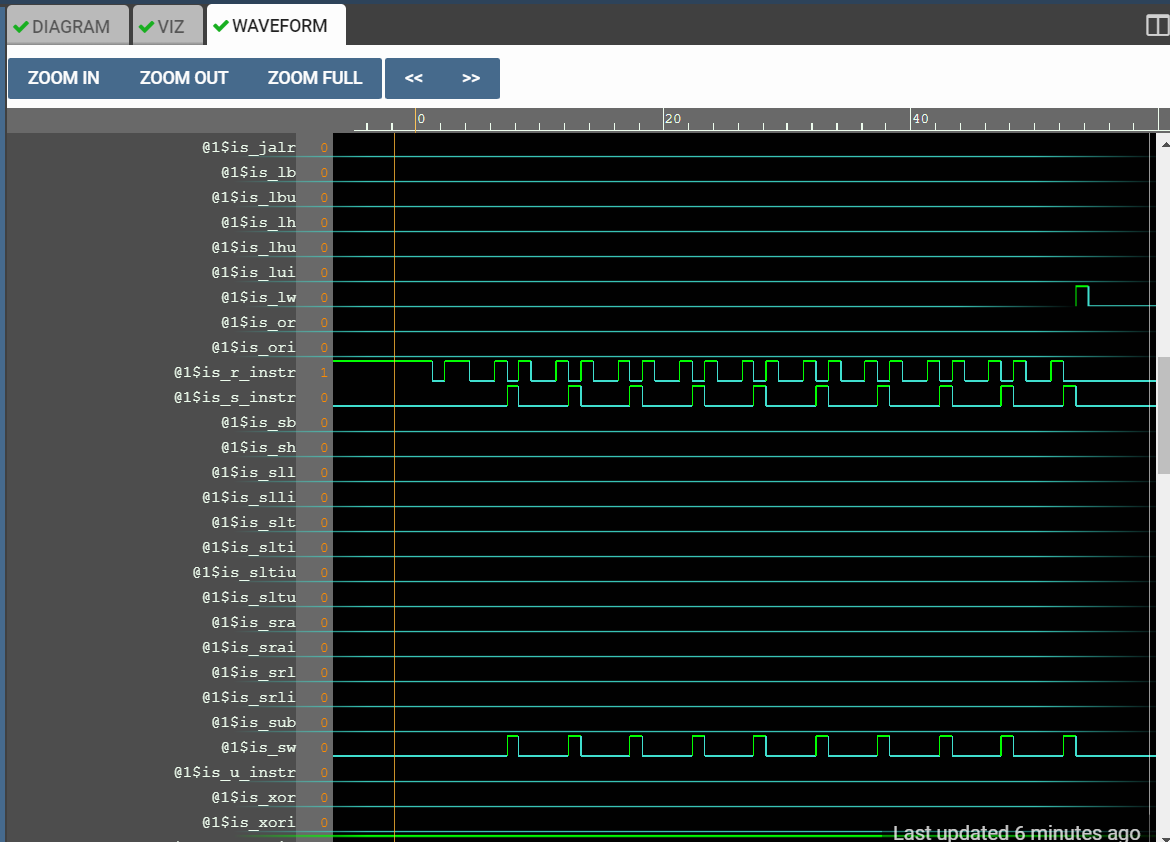 DIAGRAM VIZ WAVEFORM
ZOOM IN ZOOM OUT ZOOM FULL << >>
0 20 40
@1$is_jalr 0
@1$is_lb 0
@1$is_lbu 0
@1$is_lh 0
@1$is_lhu 0
@1$is_lui 0
@1$is_lw 0
@1$is_or 0
@1$is_ori 0
@1$is_r_instr 1
@1$is_s_instr 0
@1$is_sb 0
@1$is_sh 0
@1$is_sll 0
@1$is_slli 0
@1$is_slt 0
@1$is_slti 0
@1$is_sltiu 0
@1$is_sltu 0
@1$is_sra 0
@1$is_srai 0
@1$is_srl 0
@1$is_srli 0
@1$is_sub 0
@1$is_sw 0
@1$is_u_instr 0
@1$is_xor 0
@1$is_xori 0
Last updated 6 minutes ago